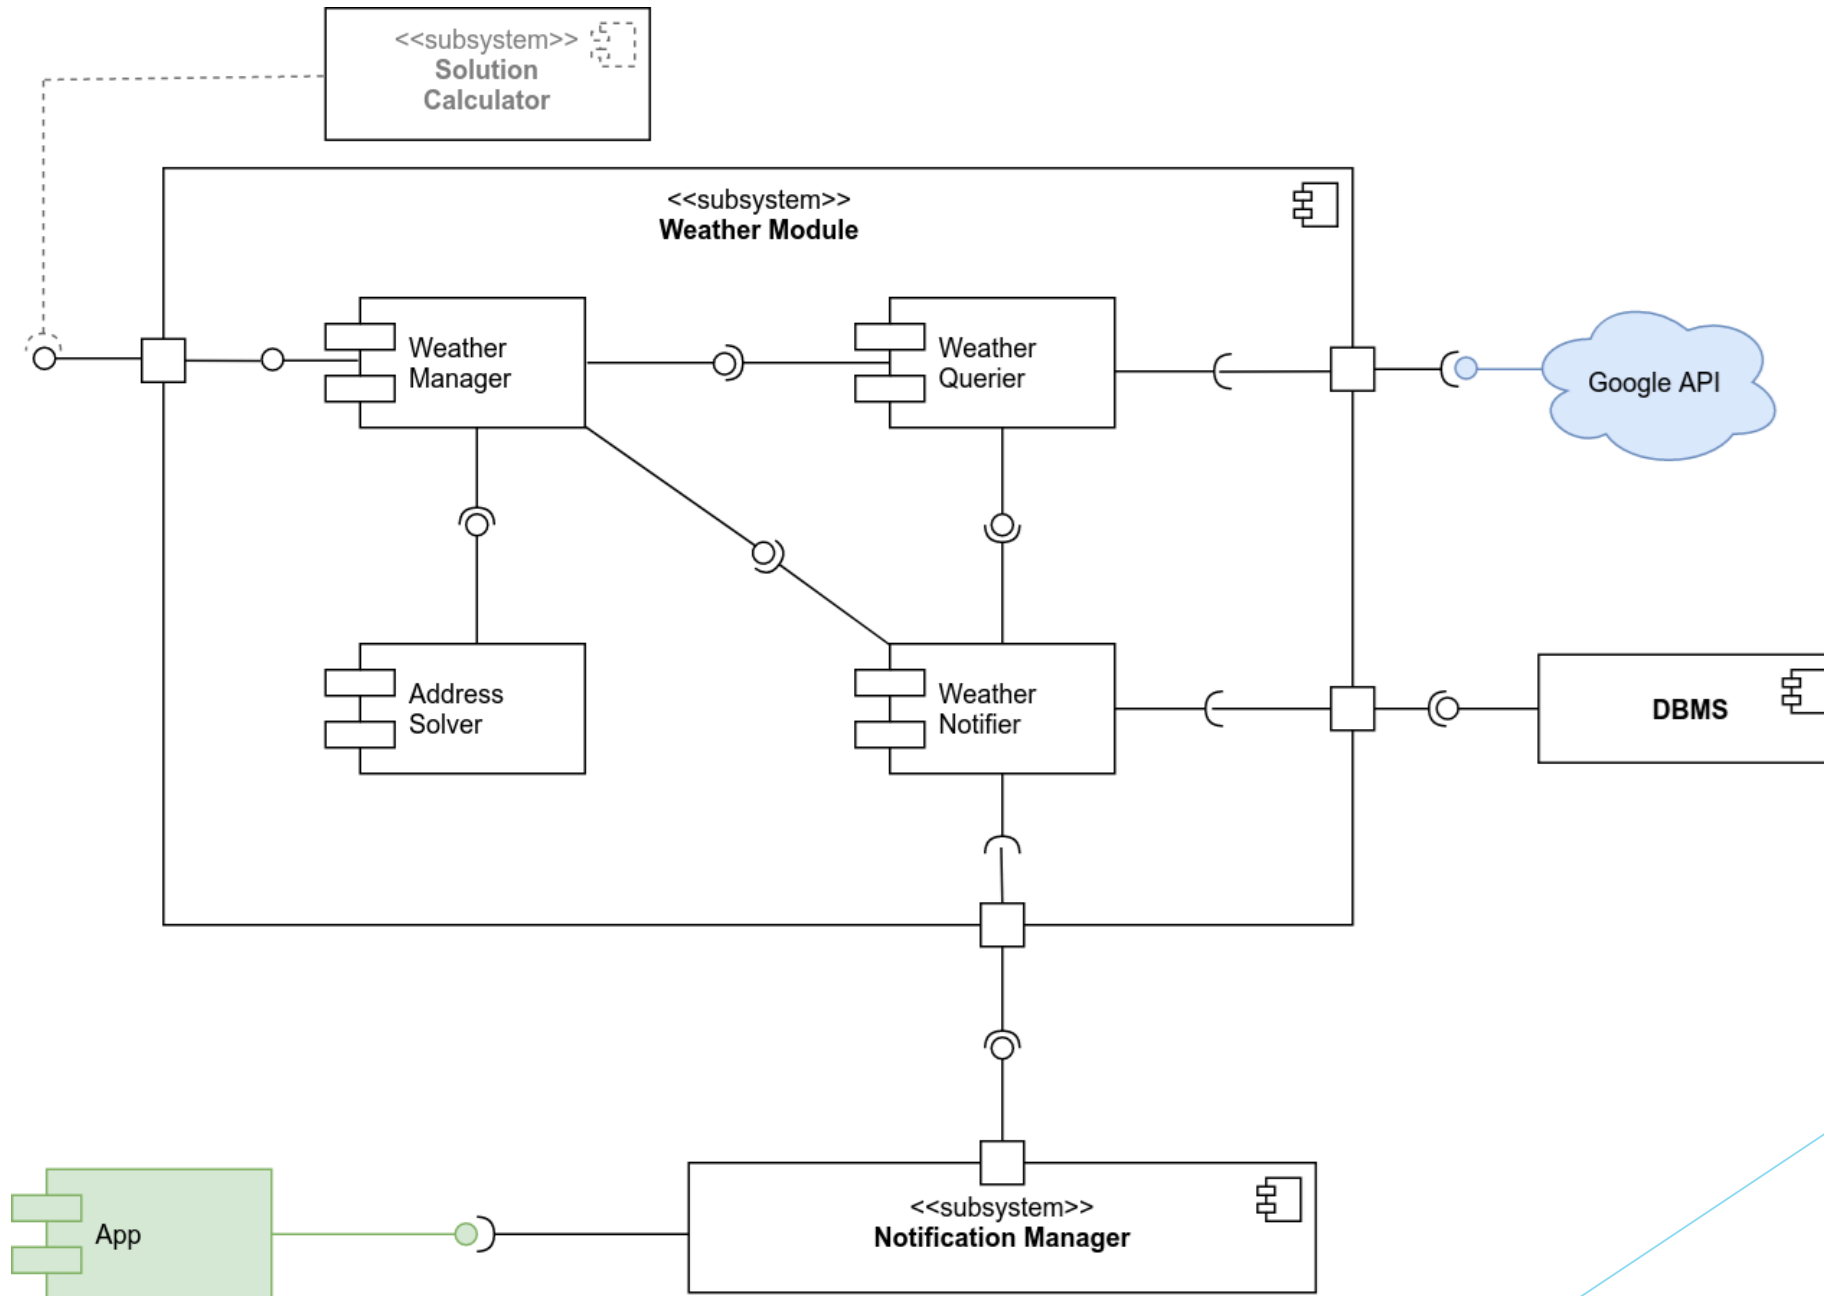 <<subsystem>>
Solution
Calculator
<<subsystem>>
Weather Module
Weather
Manager
Weather
Querier
Google API
Address
Solver
Weather
Notifier
DBMS
<<subsystem>>
Notification Manager
App